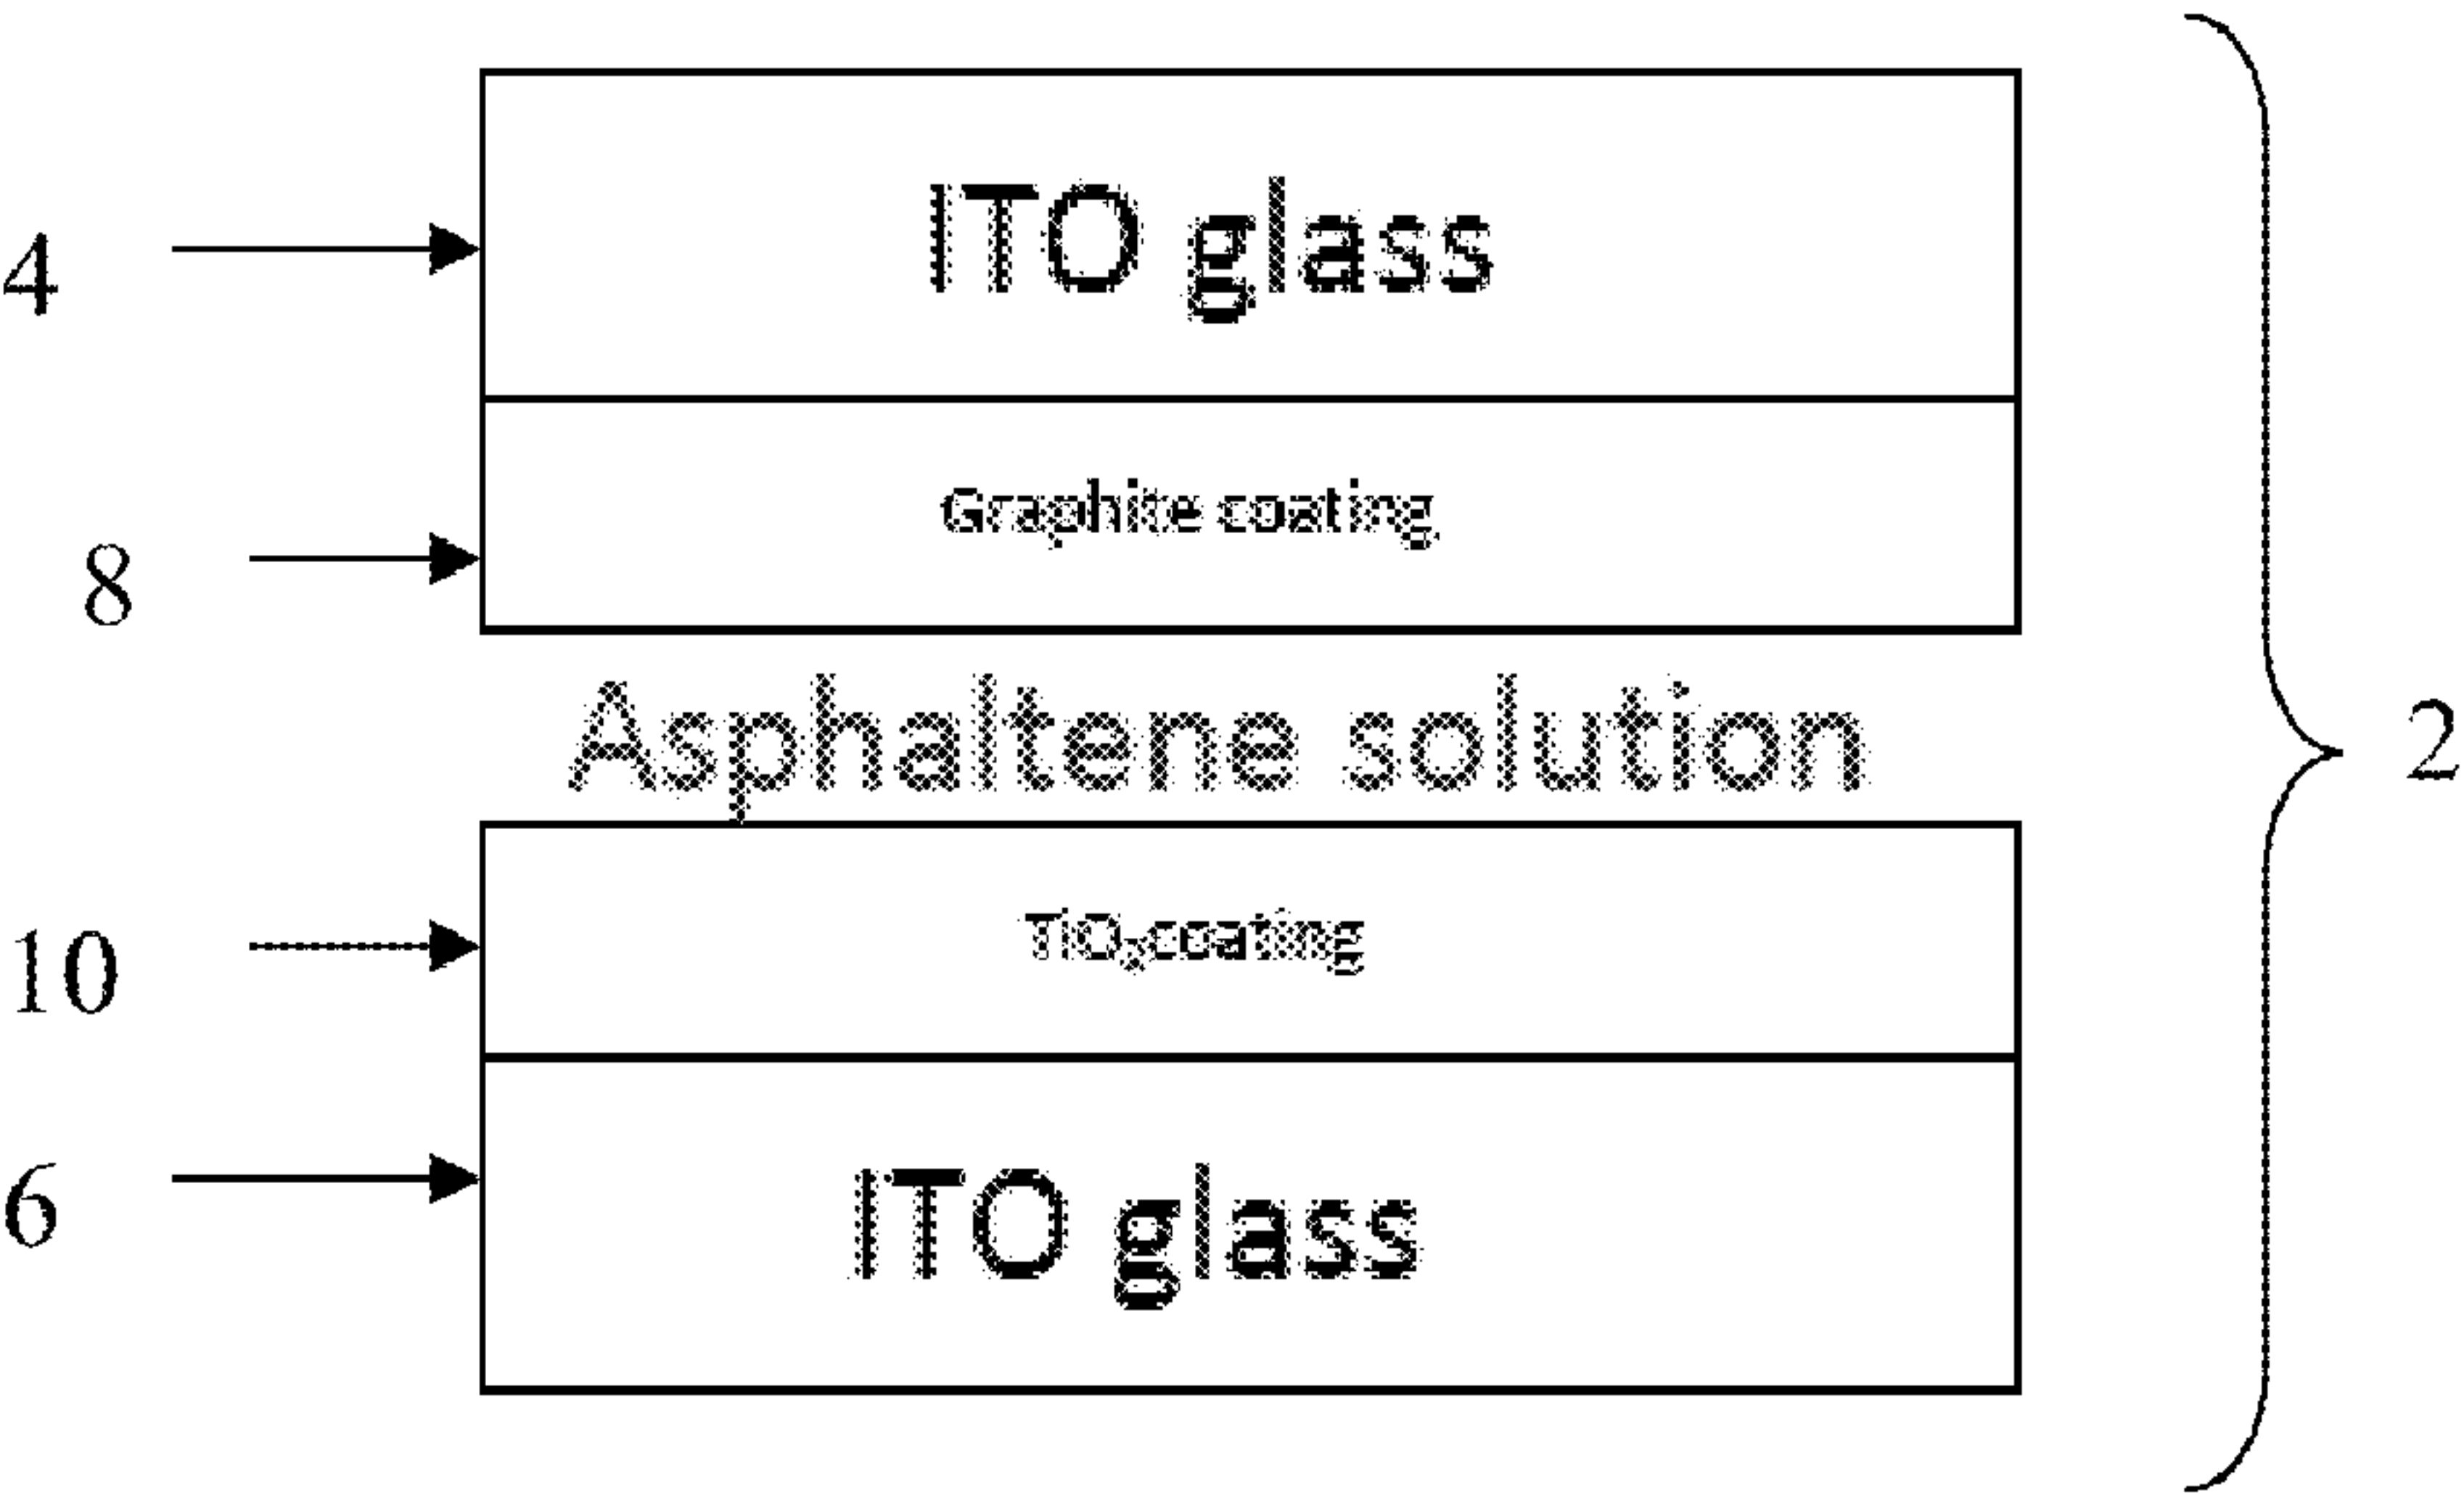 4 ITO glass
8 Graphite coating
Asphaltene solution
2
10 TiO₂ coating
6 ITO glass